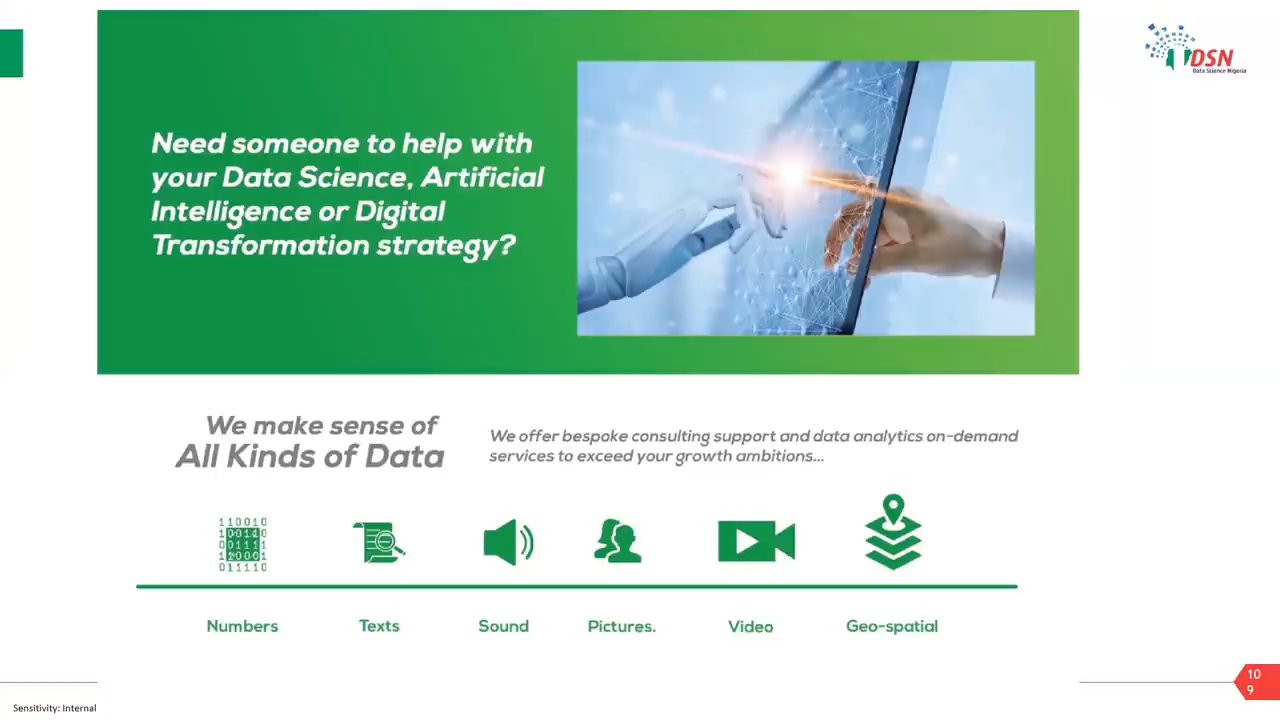 DSN
Data Science Nigeria
Need someone to help with
your Data Science, Artificial
Intelligence or Digital
Transformation strategy?
We make sense of
All Kinds of Data
We offer bespoke consulting support and data analytics on-demand
services to exceed your growth ambitions...
110010
100110
001111
110001
011110
Numbers
Texts
Sound
Pictures.
Video
Geo-spatial
10
9
Sensitivity: Internal